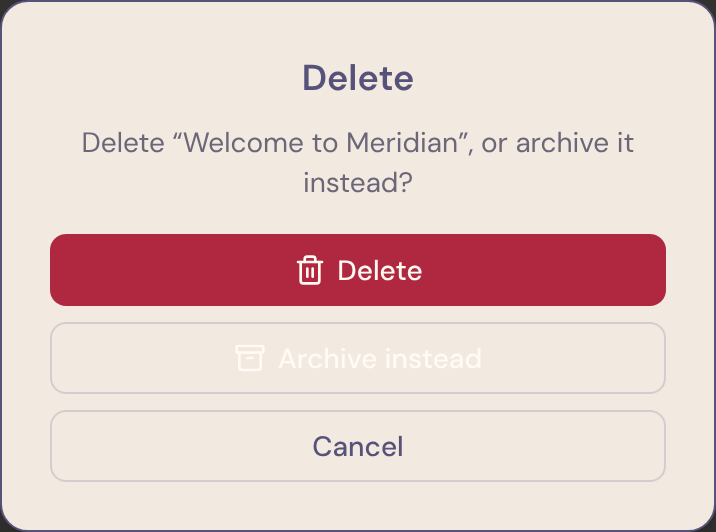 Delete
Delete “Welcome to Meridian”, or archive it
instead?
Delete
Archive instead
Cancel